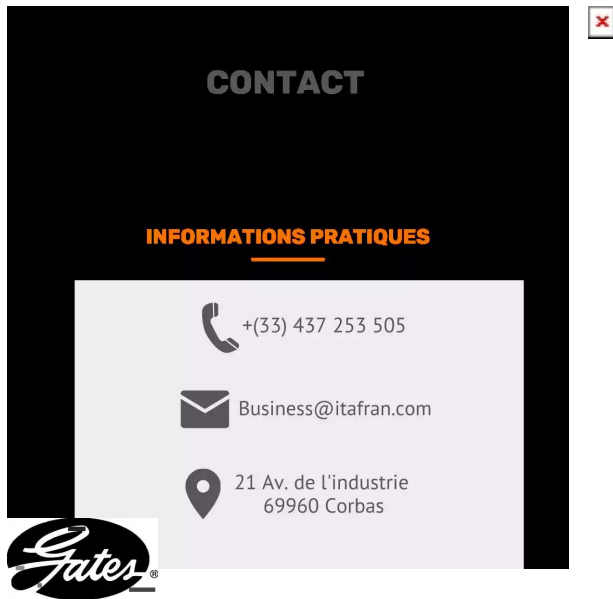 CONTACT
INFORMATIONS PRATIQUES
+(33) 437 253 505
Business@itafran.com
21 Av. de l'industrie
69960 Corbas
Gates®